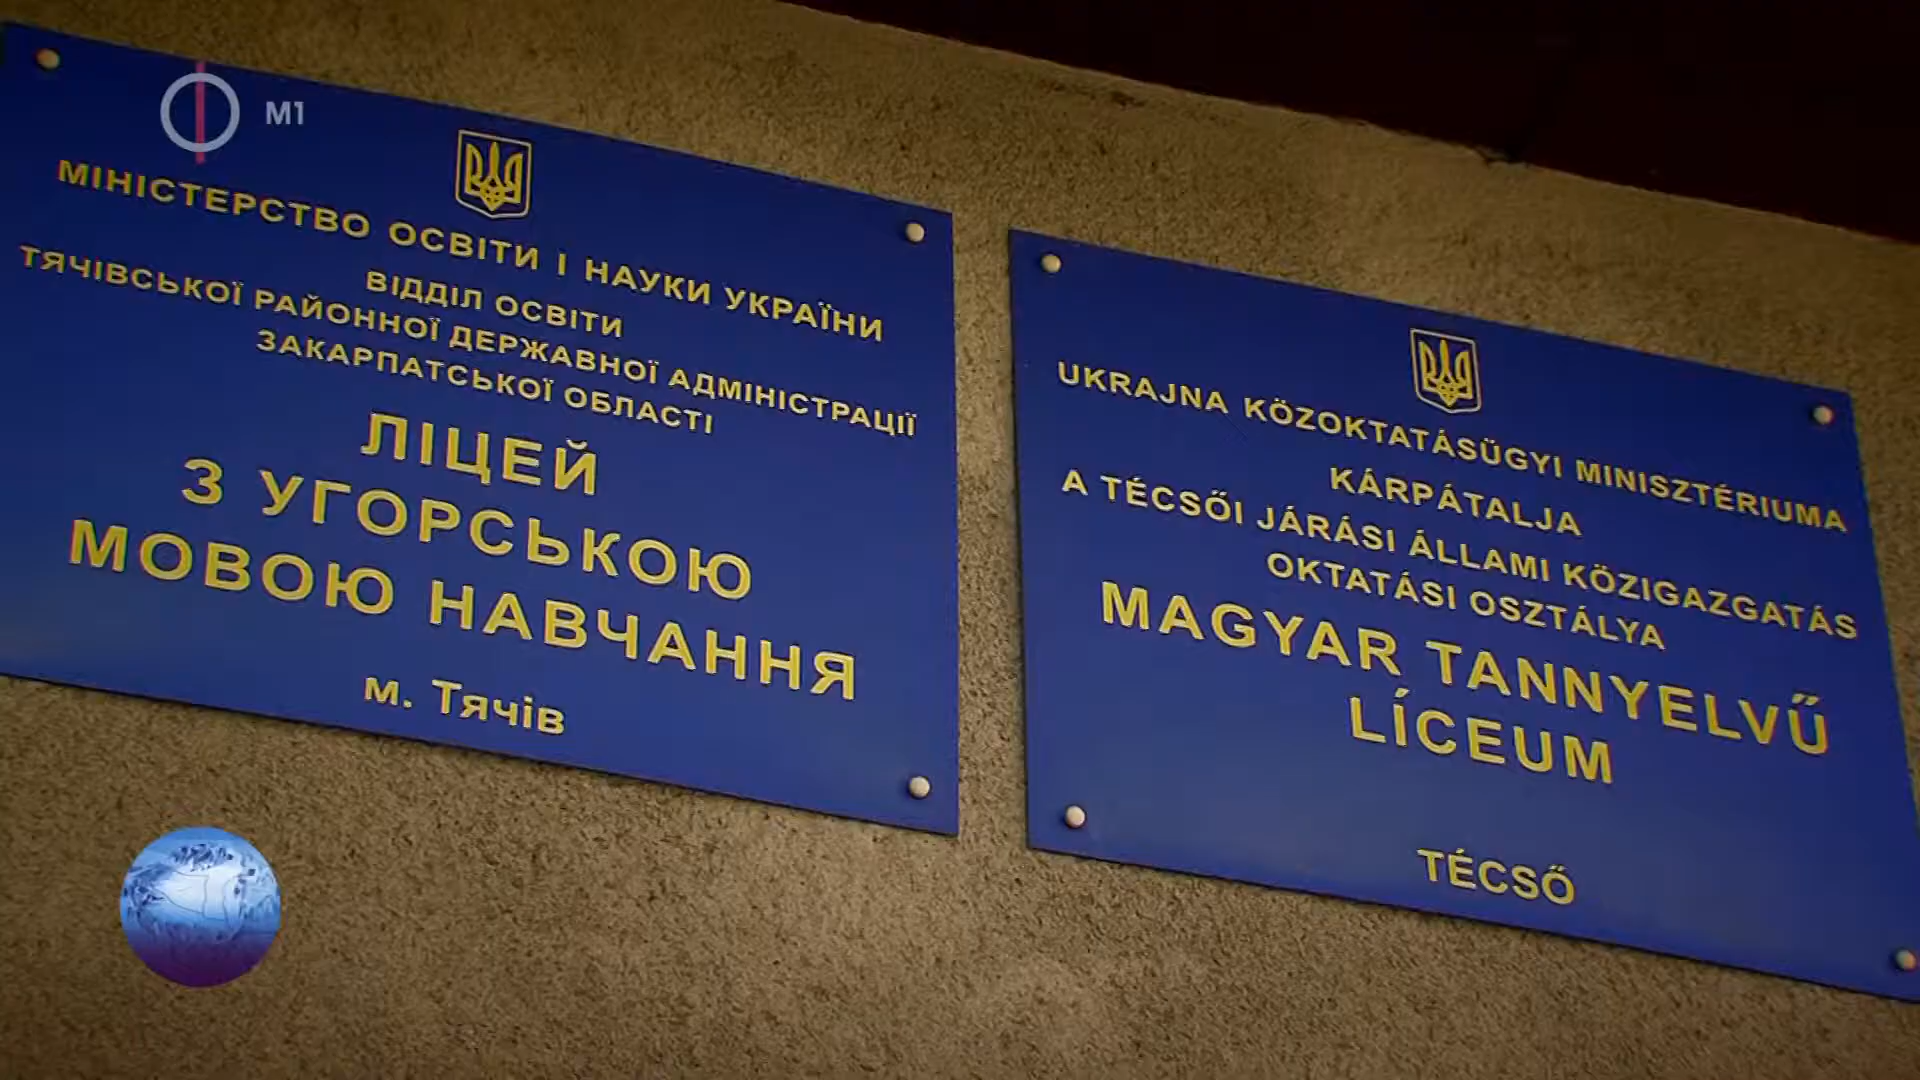 M1
МІНІСТЕРСТВО ОСВІТИ І НАУКИ УКРАЇНИ
ВІДДІЛ ОСВІТИ
ТЯЧІВСЬКОЇ РАЙОННОЇ ДЕРЖАВНОЇ АДМІНІСТРАЦІЇ
ЗАКАРПАТСЬКОЇ ОБЛАСТІ
ЛІЦЕЙ
З УГОРСЬКОЮ
МОВОЮ НАВЧАННЯ
м. Тячів
UKRAJNA KÖZOKTATÁSÜGYI MINISZTÉRIUMA
KÁRPÁTALJA
A TÉCSŐI JÁRÁSI ÁLLAMI KÖZIGAZGATÁS
OKTATÁSI OSZTÁLYA
MAGYAR TANNYELVŰ
LÍCEUM
TÉCSŐ